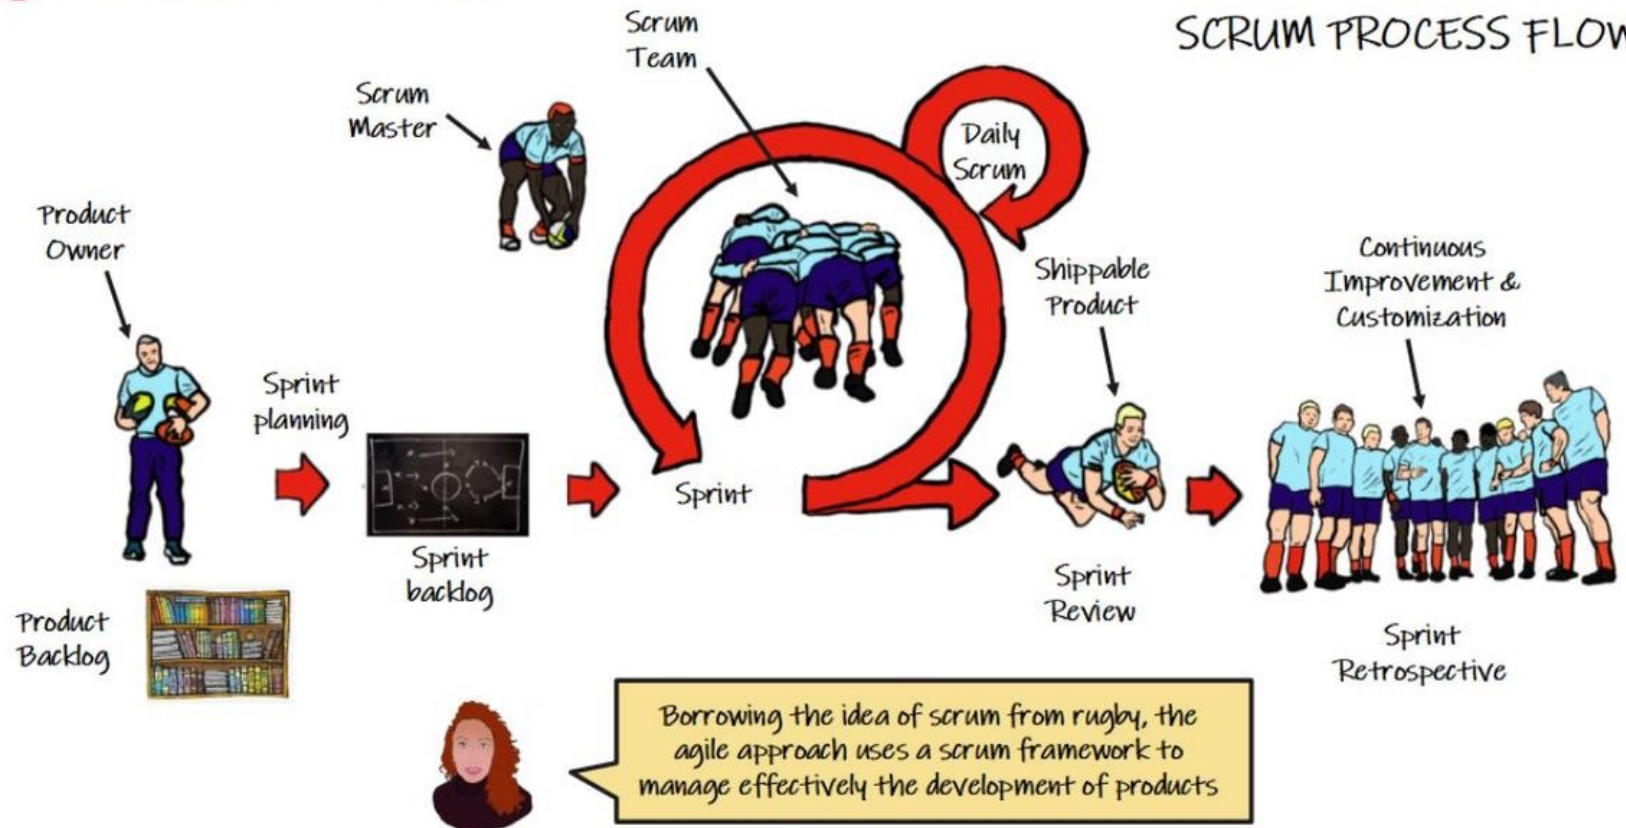 SCRUM PROCESS FLOW
Scrum
Team
Scrum
Master
Daily
Scrum
Product
Owner
Shippable
Product
Continuous
Improvement &
Customization
Sprint
planning
Sprint
Sprint
backlog
Sprint
Review
Product
Backlog
Sprint
Retrospective
Borrowing the idea of scrum from rugby, the
agile approach uses a scrum framework to
manage effectively the development of products